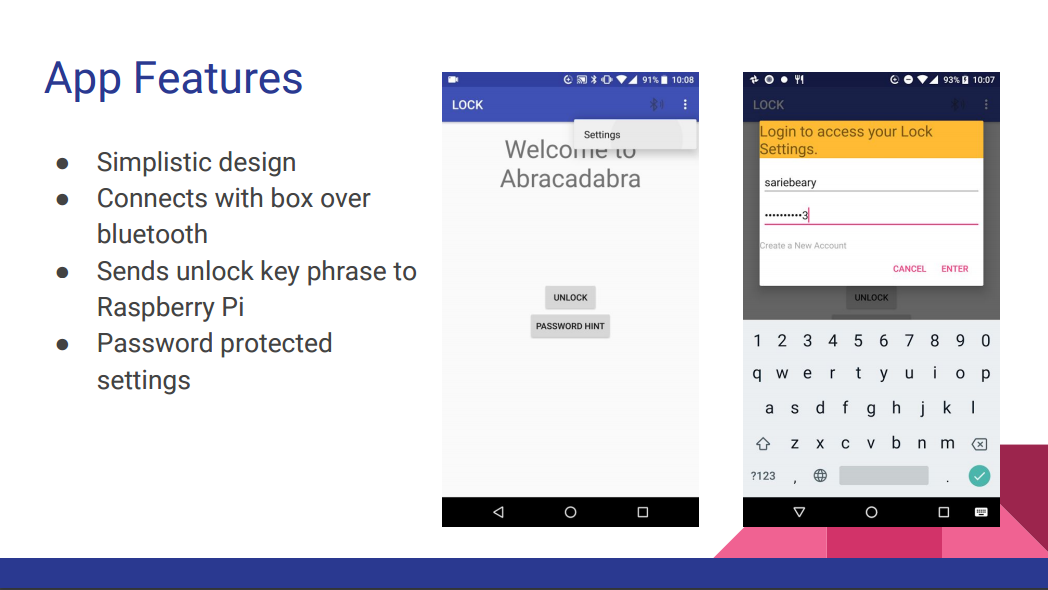 App Features
● Simplistic design
● Connects with box over
bluetooth
● Sends unlock key phrase to
Raspberry Pi
● Password protected
settings
91% 10:08
LOCK
Settings
Welcome to
Abracadabra
UNLOCK
PASSWORD HINT
93% 10:07
LOCK
Login to access your Lock
Settings.
sariebeary
••••••••••3
Create a New Account
CANCEL ENTER
UNLOCK
1 2 3 4 5 6 7 8 9 0
q w e r t y u i o p
a s d f g h j k l
z x c v b n m
?123 , .